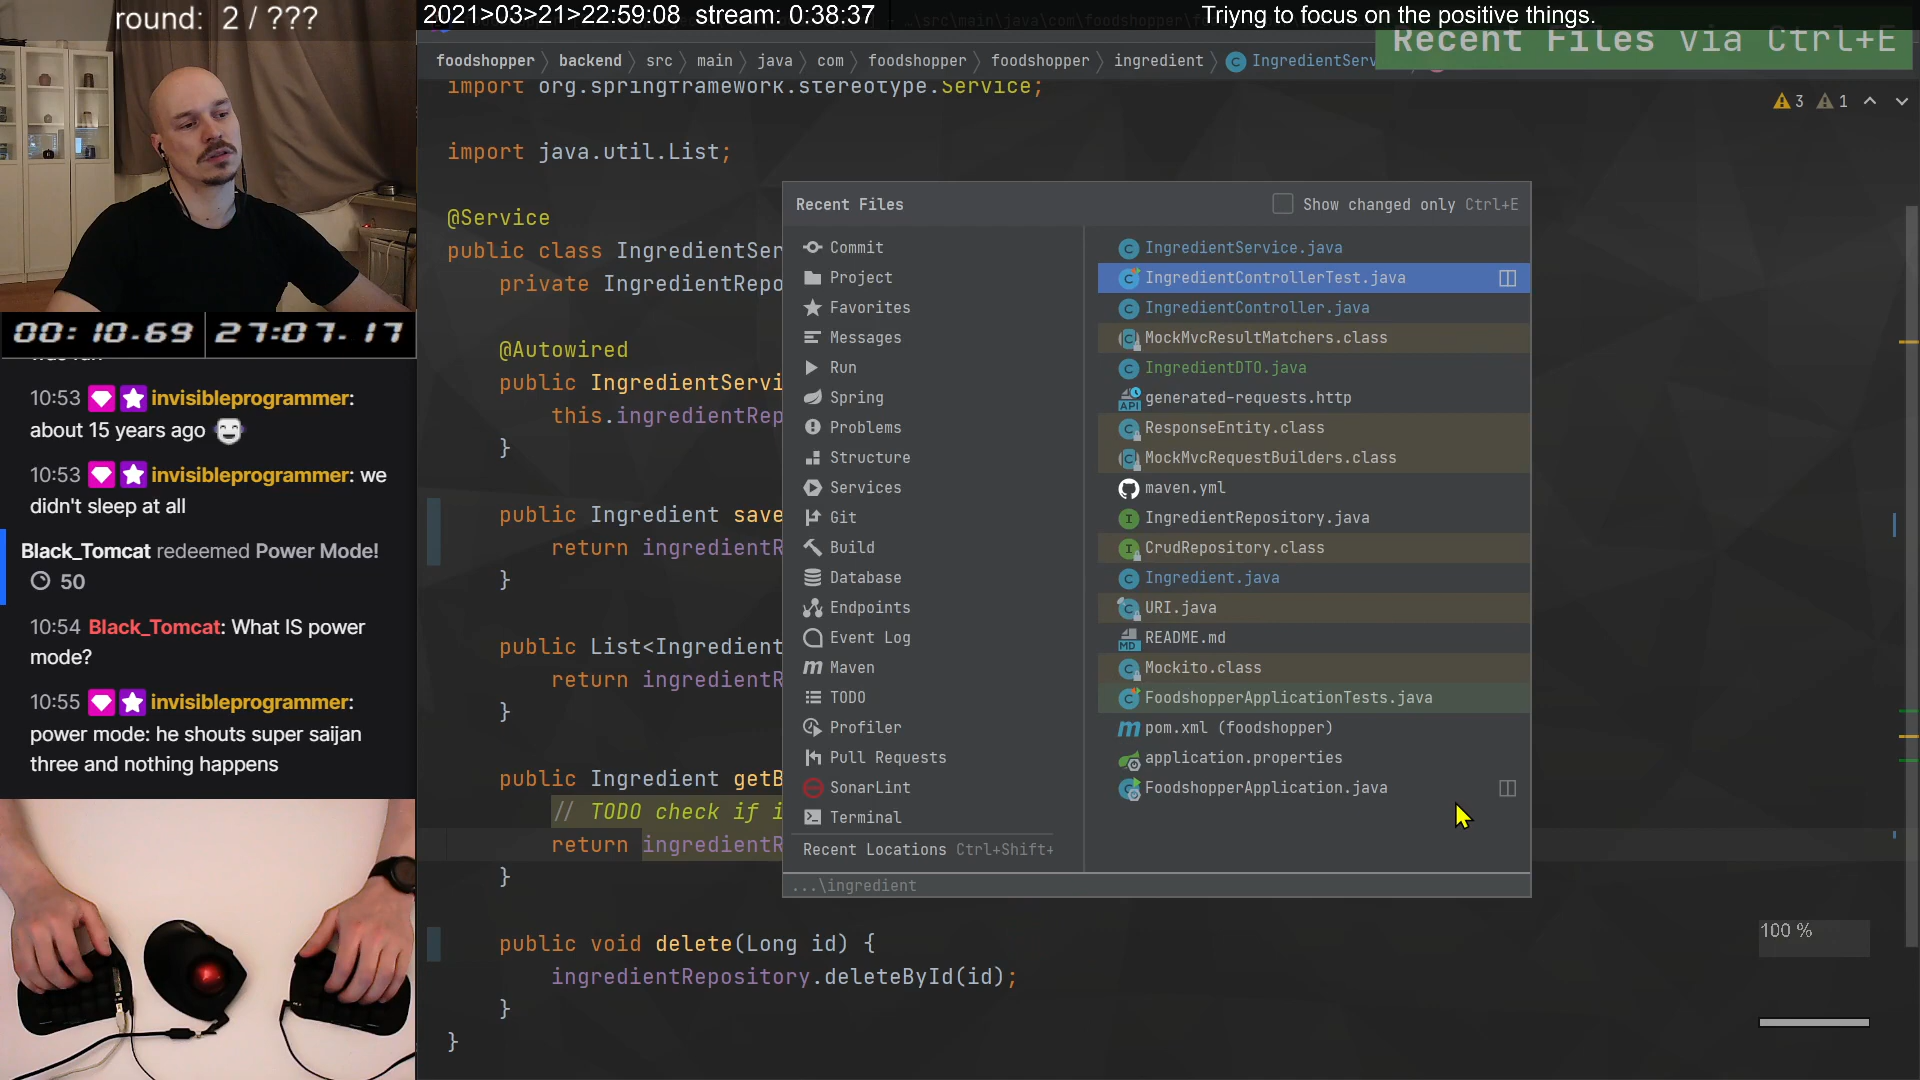 round: 2 / ???
2021>03>21>22:59:08 stream: 0:38:37
Triyng to focus on the positive things.
Recent Files via Ctrl+E
foodshopper
backend
src
main
java
com
foodshopper
foodshopper
ingredient
IngredientServ
3
1
import org.springframework.stereotype.Service;
import java.util.List;
@Service
public class IngredientSer
private IngredientRepo
@Autowired
public IngredientServi
this.ingredientRep
}
public Ingredient save
return ingredientR
}
public List<Ingredient
return ingredientR
}
public Ingredient getB
// TODO check if i
return ingredientR
}
public void delete(Long id) {
ingredientRepository.deleteById(id);
}
}
Recent Files
Show changed only Ctrl+E
Commit
Project
Favorites
Messages
Run
Spring
Problems
Structure
Services
Git
Build
Database
Endpoints
Event Log
Maven
TODO
Profiler
Pull Requests
SonarLint
Terminal
Recent Locations Ctrl+Shift+
IngredientService.java
IngredientControllerTest.java
IngredientController.java
MockMvcResultMatchers.class
IngredientDTO.java
generated-requests.http
ResponseEntity.class
MockMvcRequestBuilders.class
maven.yml
IngredientRepository.java
CrudRepository.class
Ingredient.java
URI.java
README.md
Mockito.class
FoodshopperApplicationTests.java
pom.xml (foodshopper)
application.properties
FoodshopperApplication.java
...\ingredient
100 %
00:10.69
27:07.17
10:53 invisibleprogrammer:
about 15 years ago
10:53 invisibleprogrammer: we
didn't sleep at all
Black_Tomcat redeemed Power Mode!
50
10:54 Black_Tomcat: What IS power
mode?
10:55 invisibleprogrammer:
power mode: he shouts super saijan
three and nothing happens